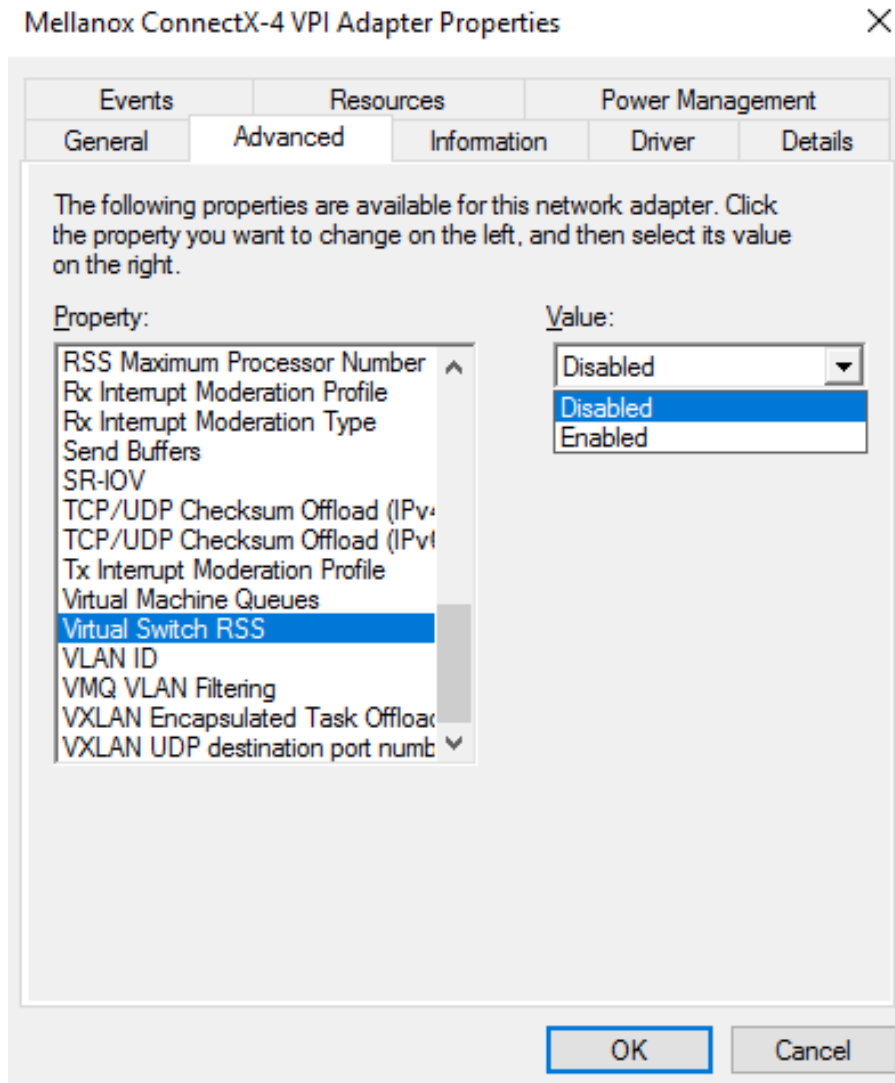 Mellanox ConnectX-4 VPI Adapter Properties
Events Resources Power Management
General Advanced Information Driver Details
The following properties are available for this network adapter. Click
the property you want to change on the left, and then select its value
on the right.
Property:
RSS Maximum Processor Number
Rx Interrupt Moderation Profile
Rx Interrupt Moderation Type
Send Buffers
SR-IOV
TCP/UDP Checksum Offload (IPv4
TCP/UDP Checksum Offload (IPv6
Tx Interrupt Moderation Profile
Virtual Machine Queues
Virtual Switch RSS
VLAN ID
VMQ VLAN Filtering
VXLAN Encapsulated Task Offload
VXLAN UDP destination port numb
Value:
Disabled
Disabled
Enabled
OK Cancel